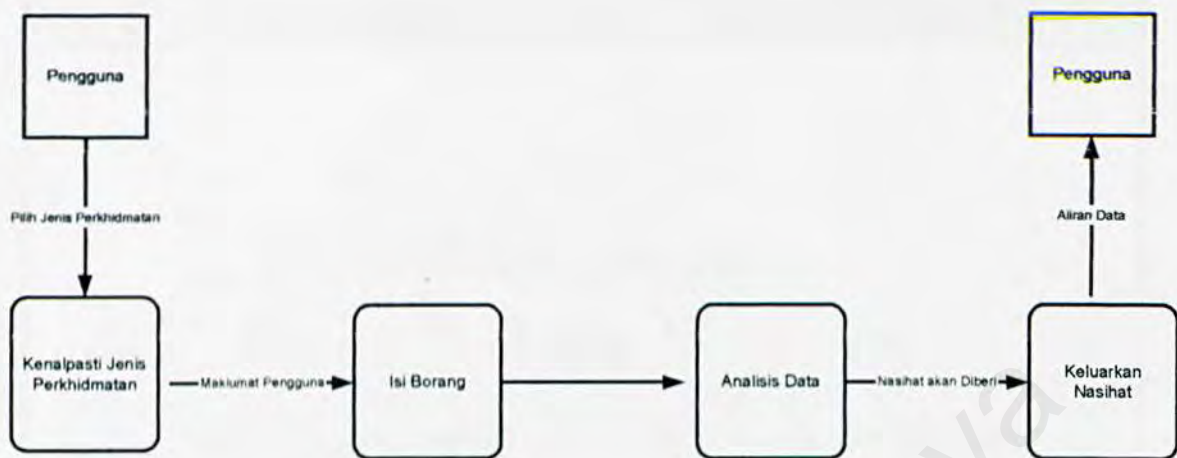 Pengguna
Pengguna
Pilih Jenis Perkhidmatan
Aliran Data
Kenalpasti Jenis
Perkhidmatan
Maklumat Pengguna
Isi Borang
Analisis Data
Nasihat akan Diberi
Keluarkan
Nasihat